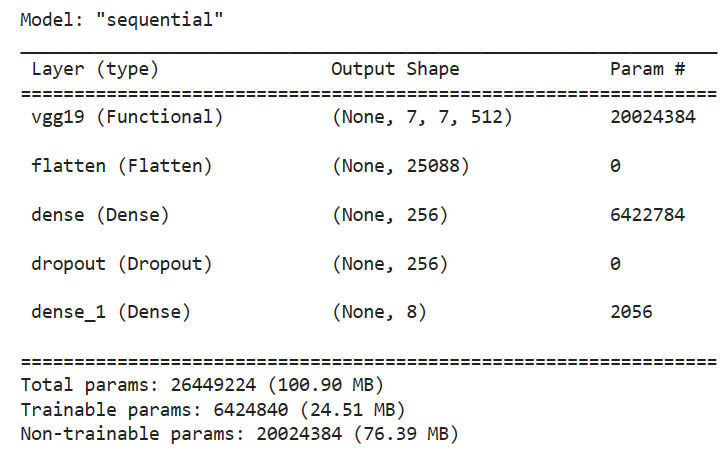 Model: "sequential"
_________________________________________________________________
Layer (type) Output Shape Param #
=================================================================
vgg19 (Functional) (None, 7, 7, 512) 20024384
flatten (Flatten) (None, 25088) 0
dense (Dense) (None, 256) 6422784
dropout (Dropout) (None, 256) 0
dense_1 (Dense) (None, 8) 2056
=================================================================
Total params: 26449224 (100.90 MB)
Trainable params: 6424840 (24.51 MB)
Non-trainable params: 20024384 (76.39 MB)